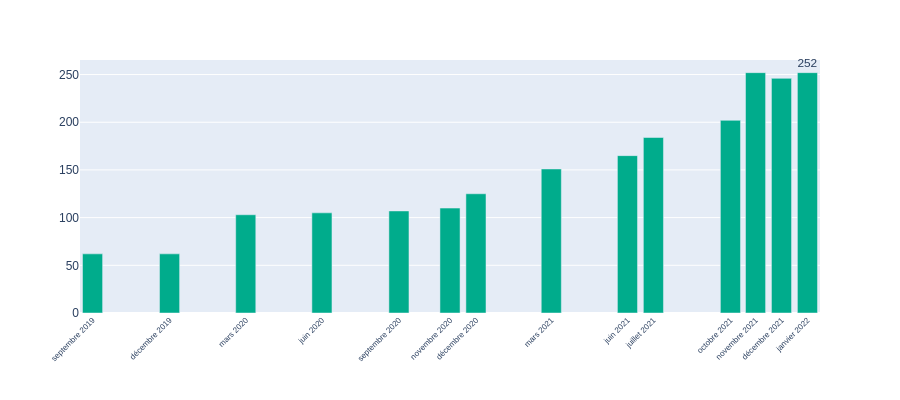 252
250
200
150
100
50
0
septembre 2019
décembre 2019
mars 2020
juin 2020
septembre 2020
novembre 2020
décembre 2020
mars 2021
juin 2021
juillet 2021
octobre 2021
novembre 2021
décembre 2021
janvier 2022